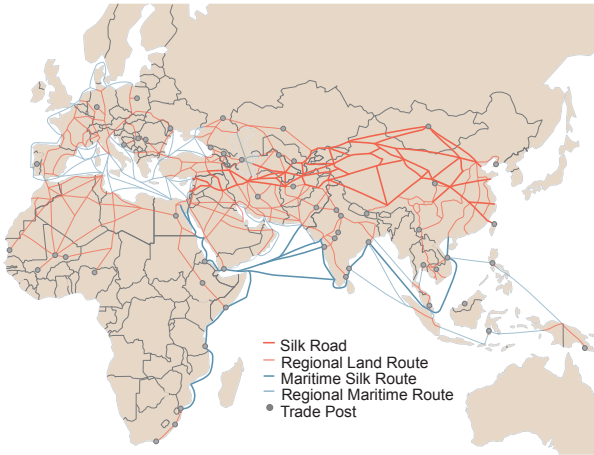 Silk Road
Regional Land Route
Maritime Silk Route
Regional Maritime Route
Trade Post